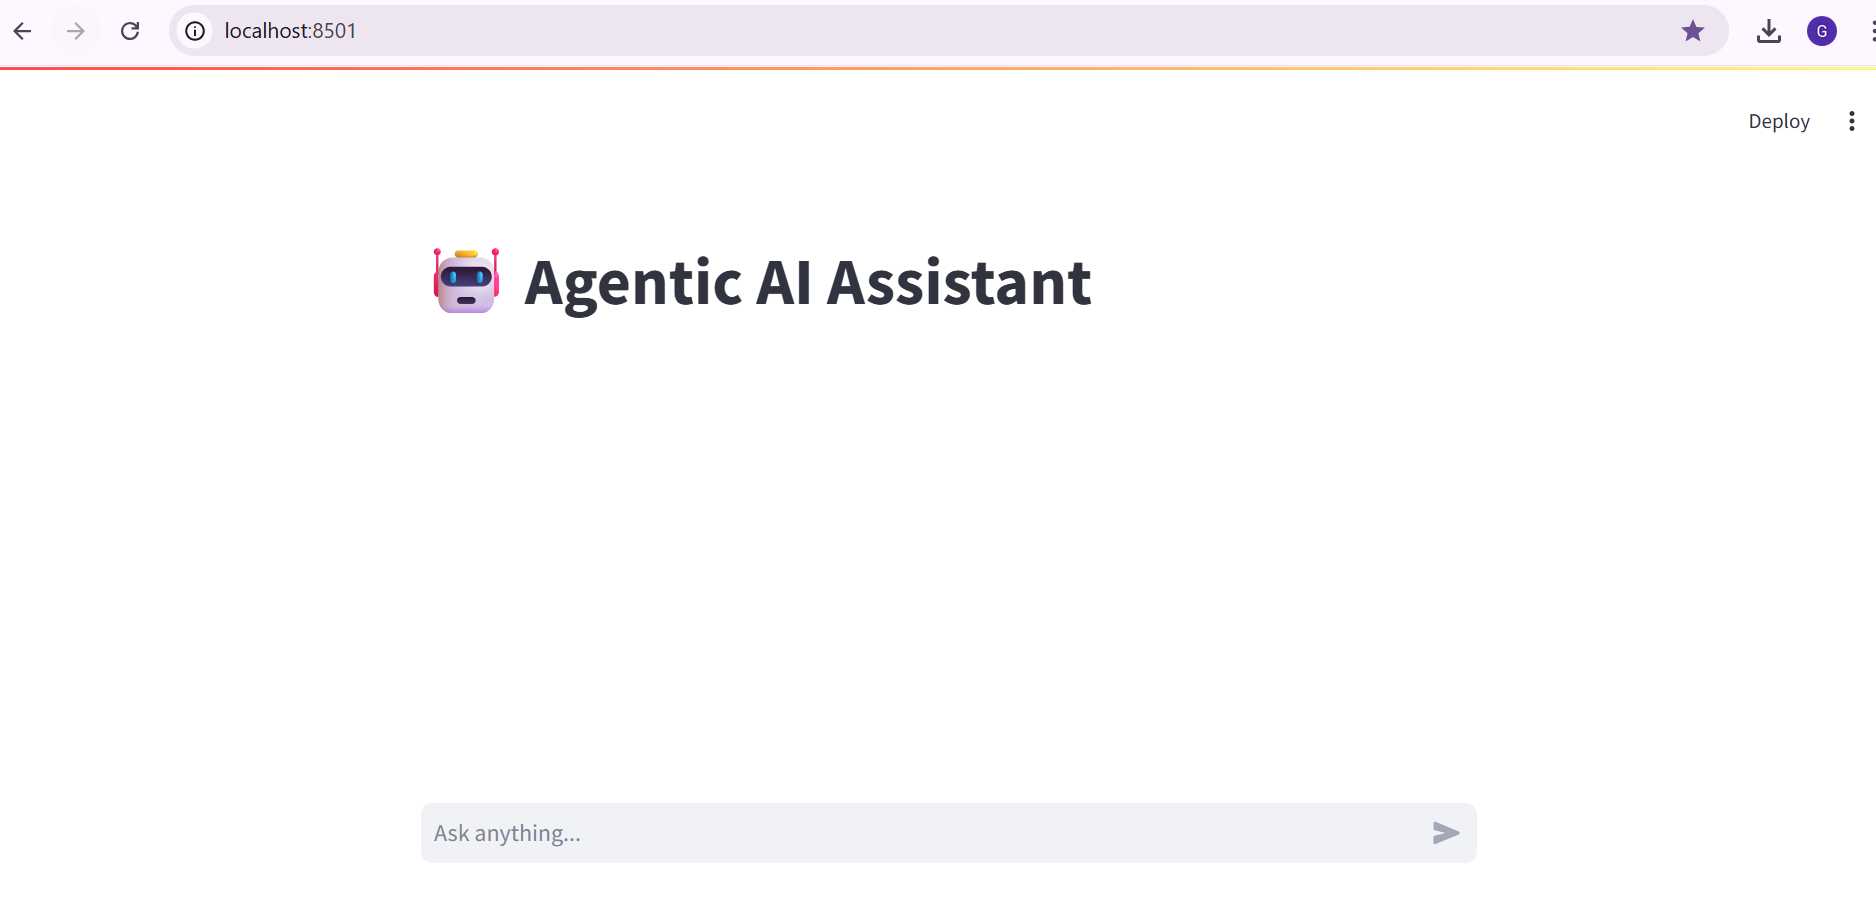 localhost:8501
G
Deploy
Agentic AI Assistant
Ask anything...